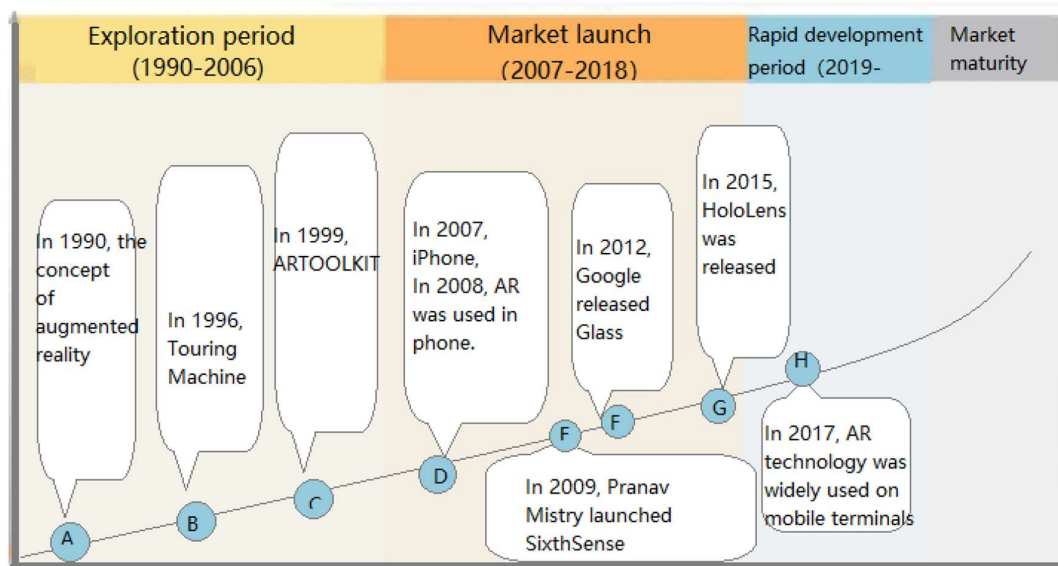 Exploration period
(1990-2006)
Market launch
(2007-2018)
Rapid development
period (2019-
Market
maturity
In 1990, the
concept
of
augmented
reality
In 1996,
Touring
Machine
In 1999,
ARTOOLKIT
In 2007,
iPhone,
In 2008, AR
was used in
phone.
In 2012,
Google
released
Glass
In 2015,
HoloLens
was
released
A
B
C
D
F
F
G
H
In 2009, Pranav
Mistry launched
SixthSense
In 2017, AR
technology was
widely used on
mobile terminals